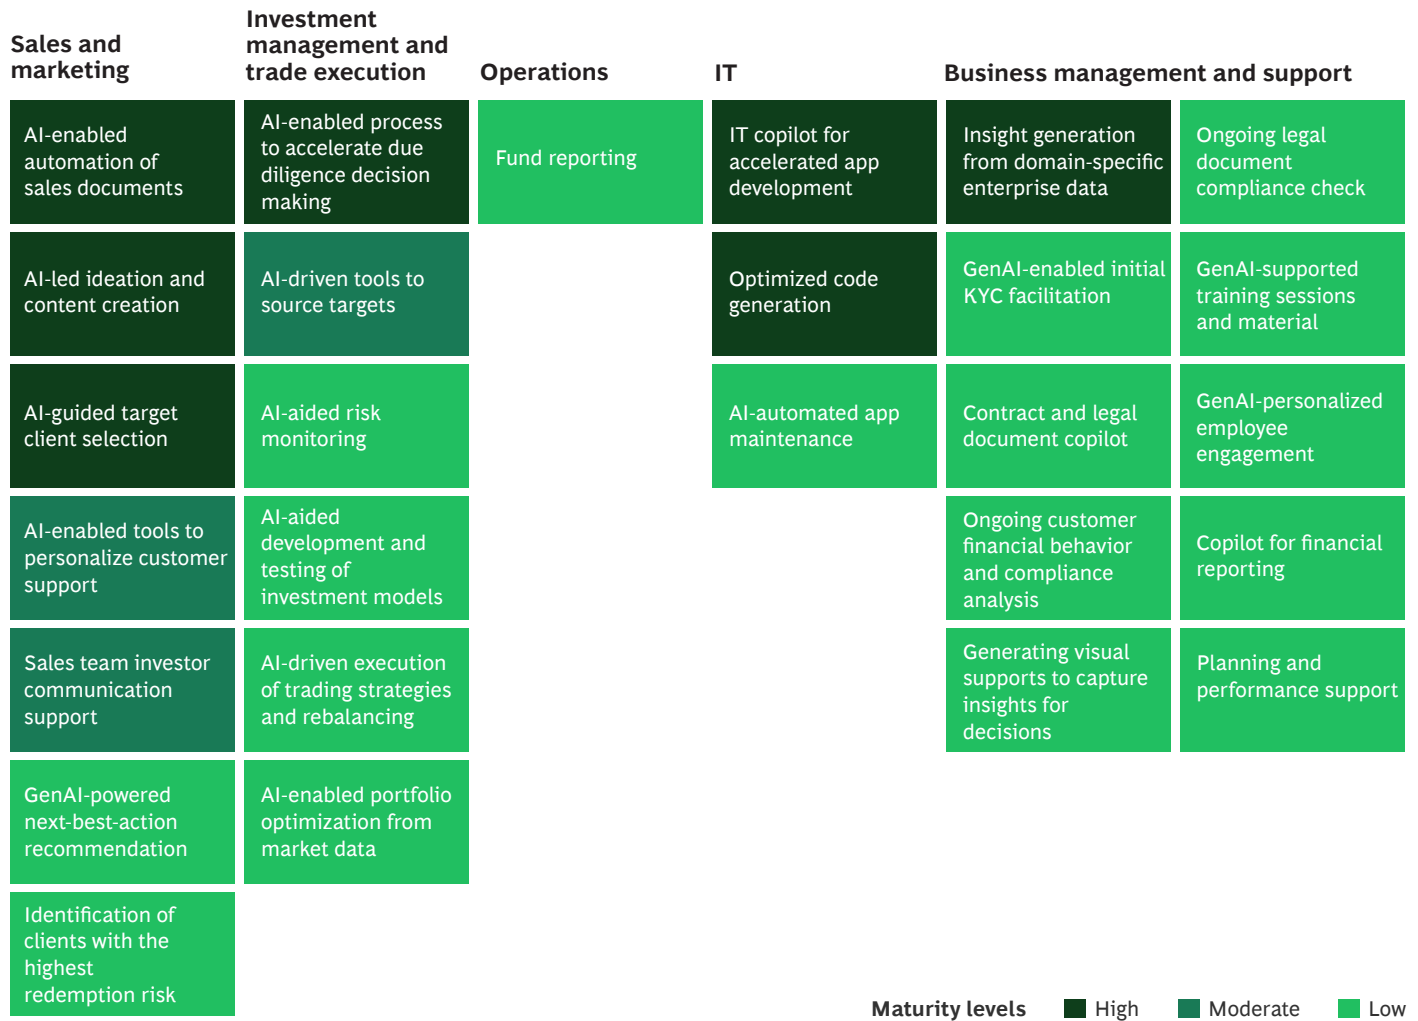 Sales and
marketing
Investment
management and
trade execution
Operations
IT
Business management and support
AI-enabled
automation of
sales documents
AI-led ideation and
content creation
AI-guided target
client selection
AI-enabled tools to
personalize customer
support
Sales team investor
communication
support
GenAI-powered
next-best-action
recommendation
Identification of
clients with the
highest
redemption risk
AI-enabled process
to accelerate due
diligence decision
making
AI-driven tools to
source targets
AI-aided risk
monitoring
AI-aided
development and
testing of
investment models
AI-driven execution
of trading strategies
and rebalancing
AI-enabled portfolio
optimization from
market data
Fund reporting
IT copilot for
accelerated app
development
Optimized code
generation
AI-automated app
maintenance
Insight generation
from domain-specific
enterprise data
GenAI-enabled initial
KYC facilitation
Contract and legal
document copilot
Ongoing customer
financial behavior
and compliance
analysis
Generating visual
supports to capture
insights for
decisions
Ongoing legal
document
compliance check
GenAI-supported
training sessions
and material
GenAI-personalized
employee
engagement
Copilot for financial
reporting
Planning and
performance support
Maturity levels High Moderate Low